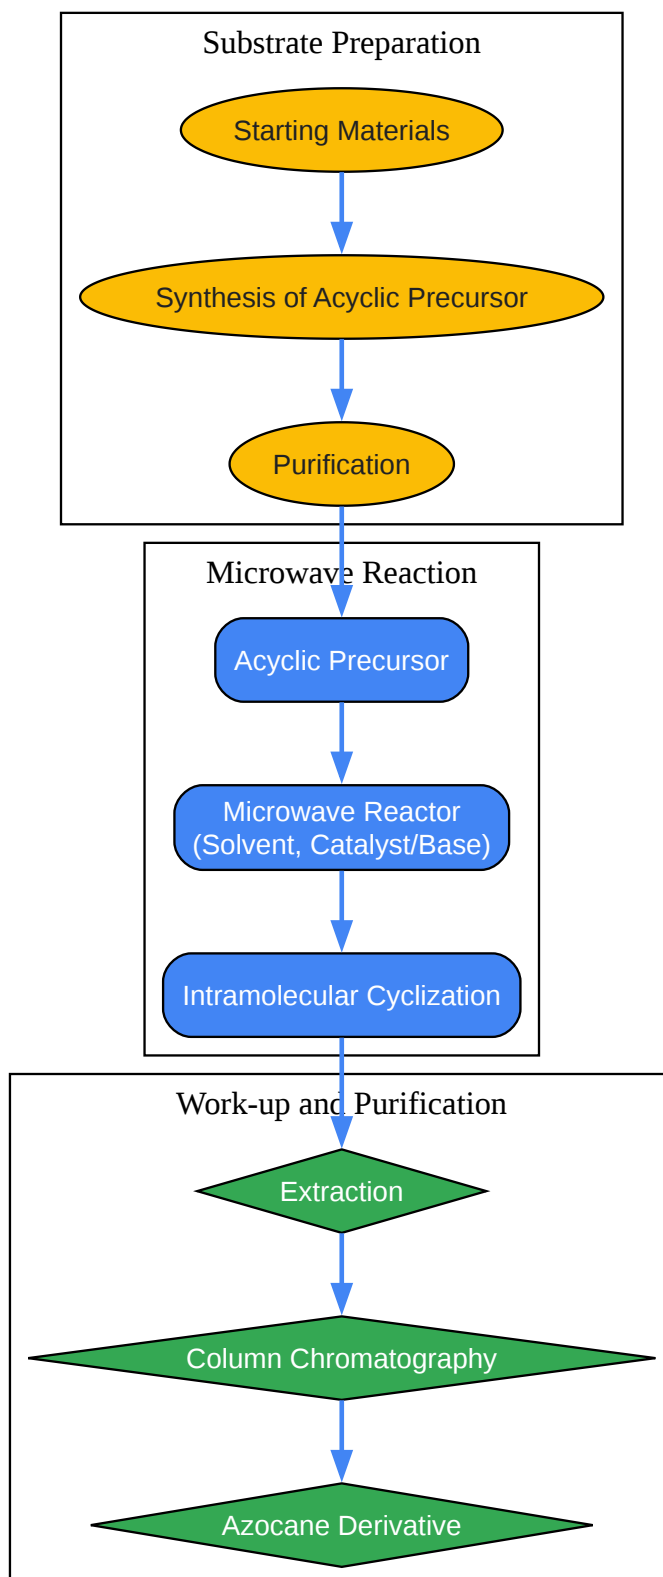 Substrate Preparation
Starting Materials
Synthesis of Acyclic Precursor
Purification
Microwave Reaction
Acyclic Precursor
Microwave Reactor
(Solvent, Catalyst/Base)
Intramolecular Cyclization
Work-up and Purification
Extraction
Column Chromatography
Azocane Derivative